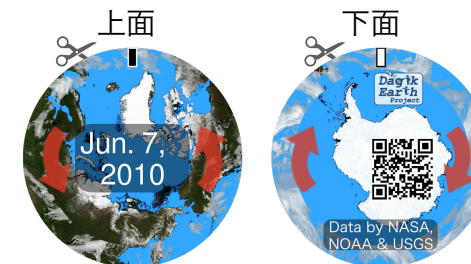 上面
下面
Jun. 7,
2010
Dagik
Earth
Project
Data by NASA,
NOAA & USGS